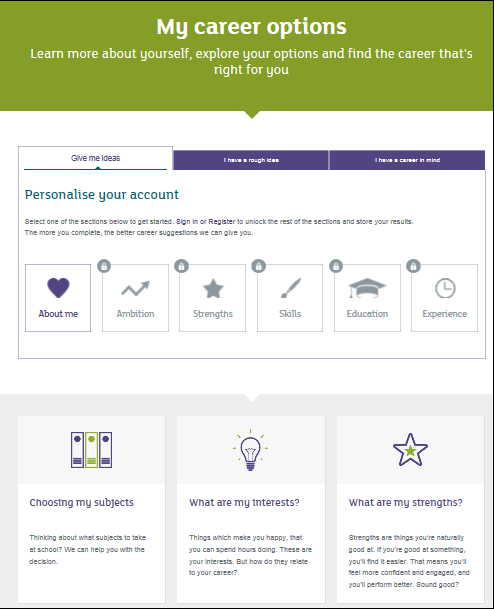 My career options
Learn more about yourself, explore your options and find the career that's
right for you
Give me ideas
I have a rough idea
I have a career in mind
Personalise your account
Select one of the sections below to get started. Sign in or Register to unlock the rest of the sections and store your results.
The more you complete, the better career suggestions we can give you.
About me
Ambition
Strengths
Skills
Education
Experience
Choosing my subjects
Thinking about what subjects to take
at school? We can help you with the
decision.
What are my interests?
Things which make you happy, that
you can spend hours doing. These are
your interests. But how do they relate
to your career?
What are my strengths?
Strengths are things you're naturally
good at. If you're good at something,
you'll find it easier. That means you'll
feel more confident and engaged, and
you'll perform better. Sound good?